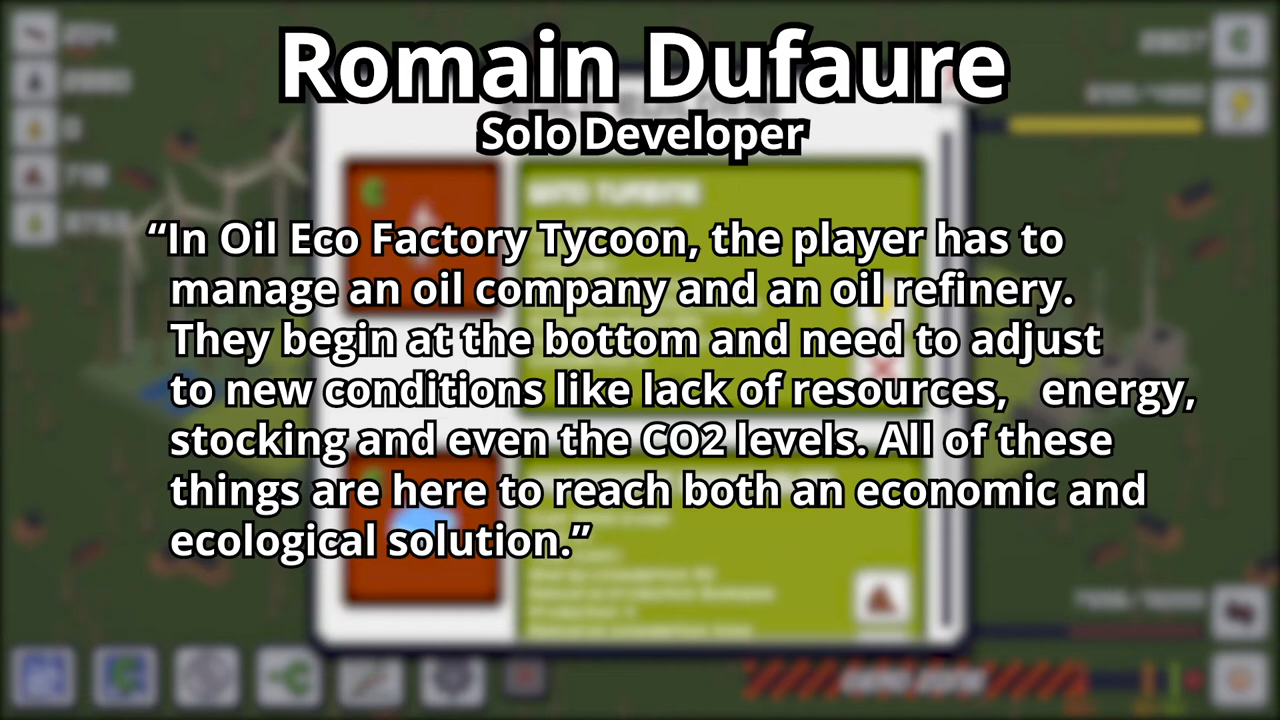 Romain Dufaure
Solo Developer
“In Oil Eco Factory Tycoon, the player has to
manage an oil company and an oil refinery.
They begin at the bottom and need to adjust
to new conditions like lack of resources, energy,
stocking and even the CO2 levels. All of these
things are here to reach both an economic and
ecological solution.”
WIND TURBINE